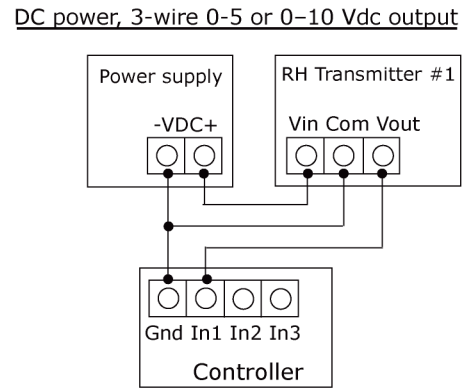 DC power, 3-wire 0-5 or 0–10 Vdc output
Power supply
-VDC+
RH Transmitter #1
Vin Com Vout
Gnd In1 In2 In3
Controller